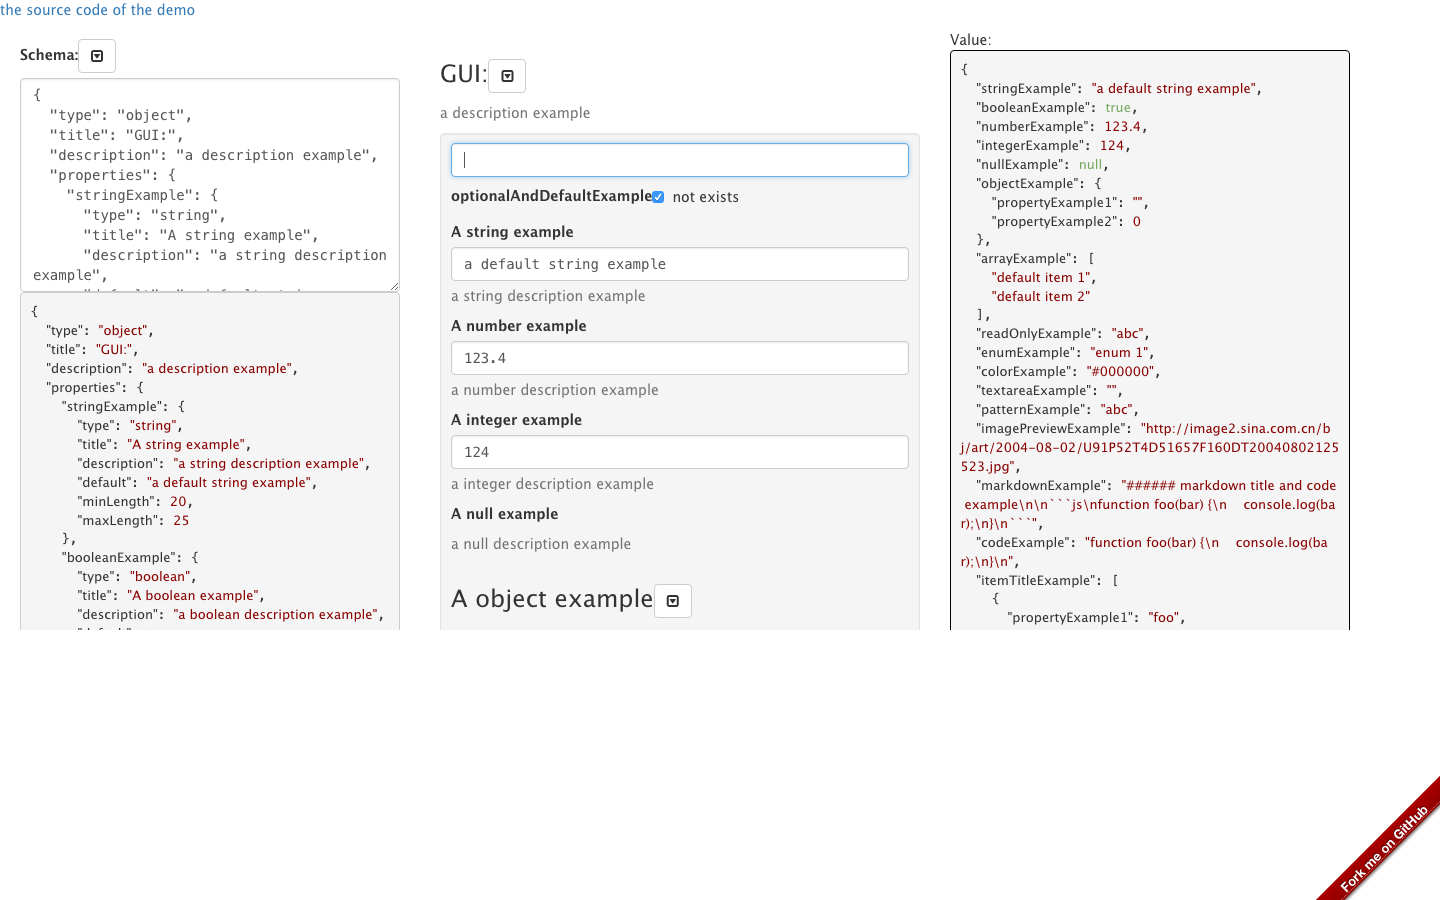 the source code of the demo
Schema:
{
  "type": "object",
  "title": "GUI:",
  "description": "a description example",
  "properties": {
    "stringExample": {
      "type": "string",
      "title": "A string example",
      "description": "a string description
example",
{
  "type": "object",
  "title": "GUI:",
  "description": "a description example",
  "properties": {
    "stringExample": {
      "type": "string",
      "title": "A string example",
      "description": "a string description example",
      "default": "a default string example",
      "minLength": 20,
      "maxLength": 25
    },
    "booleanExample": {
      "type": "boolean",
      "title": "A boolean example",
      "description": "a boolean description example",
GUI:
a description example
optionalAndDefaultExample not exists
A string example
a default string example
a string description example
A number example
123.4
a number description example
A integer example
124
a integer description example
A null example
a null description example
A object example
Value:
{
  "stringExample": "a default string example",
  "booleanExample": true,
  "numberExample": 123.4,
  "integerExample": 124,
  "nullExample": null,
  "objectExample": {
    "propertyExample1": "",
    "propertyExample2": 0
  },
  "arrayExample": [
    "default item 1",
    "default item 2"
  ],
  "readOnlyExample": "abc",
  "enumExample": "enum 1",
  "colorExample": "#000000",
  "textareaExample": "",
  "patternExample": "abc",
  "imagePreviewExample": "http://image2.sina.com.cn/b
j/art/2004-08-02/U91P52T4D51657F160DT20040802125
523.jpg",
  "markdownExample": "###### markdown title and code
 example\n\n```js\nfunction foo(bar) {\n    console.log(ba
r);\n}\n```",
  "codeExample": "function foo(bar) {\n    console.log(ba
r);\n}\n",
  "itemTitleExample": [
    {
      "propertyExample1": "foo",
Fork me on GitHub